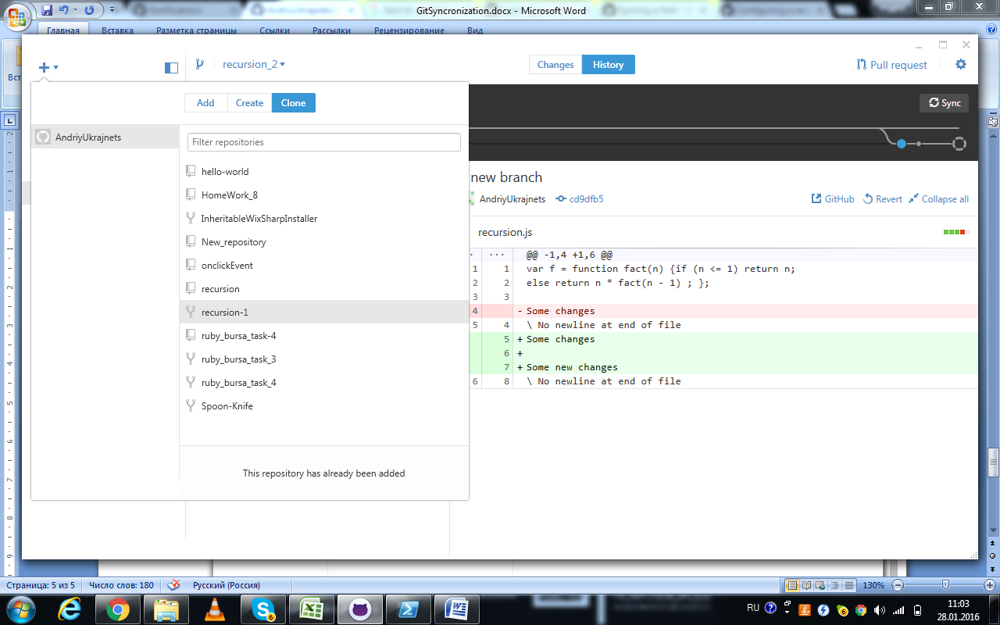 GitSyncronization.docx - Microsoft Word
Главная Вставка Разметка страницы Ссылки Рассылки Рецензирование Вид
recursion_2
Changes History
Pull request
Add Create Clone
Sync
AndriyUkrajnets
Filter repositories
hello-world
HomeWork_8
InheritableWixSharpInstaller
New_repository
onclickEvent
recursion
recursion-1
ruby_bursa_task-4
ruby_bursa_task_3
ruby_bursa_task_4
Spoon-Knife
This repository has already been added
new branch
AndriyUkrajnets cd9dfb5 GitHub Revert Collapse all
recursion.js
··· @@ -1,4 +1,6 @@
1 1 var f = function fact(n) {if (n <= 1) return n;
2 2 else return n * fact(n - 1) ; };
3 3
4 - Some changes
5 4 \ No newline at end of file
5 + Some changes
6 +
7 + Some new changes
6 8 \ No newline at end of file
Страница: 5 из 5 Число слов: 180 Русский (Россия) 130%
RU 11:03
28.01.2016